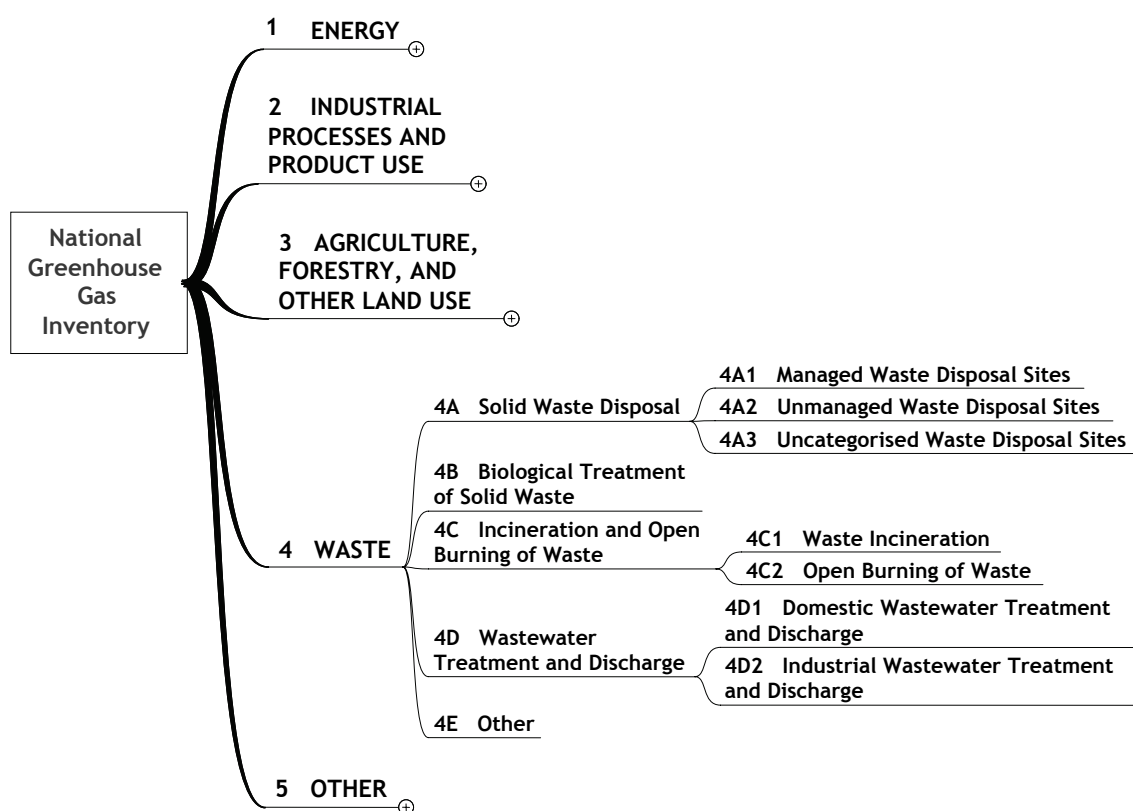 1 ENERGY
2 INDUSTRIAL
PROCESSES AND
PRODUCT USE
National
Greenhouse
Gas
Inventory
3 AGRICULTURE,
FORESTRY, AND
OTHER LAND USE
4 WASTE
4A Solid Waste Disposal
4A1 Managed Waste Disposal Sites
4A2 Unmanaged Waste Disposal Sites
4A3 Uncategorised Waste Disposal Sites
4B Biological Treatment
of Solid Waste
4C Incineration and Open
Burning of Waste
4C1 Waste Incineration
4C2 Open Burning of Waste
4D Wastewater
Treatment and Discharge
4D1 Domestic Wastewater Treatment
and Discharge
4D2 Industrial Wastewater Treatment
and Discharge
4E Other
5 OTHER